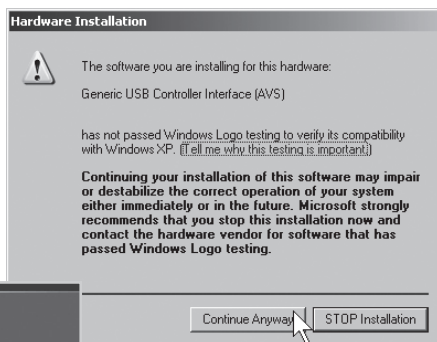 Hardware Installation
The software you are installing for this hardware:
Generic USB Controller Interface (AVS)
has not passed Windows Logo testing to verify its compatibility
with Windows XP. (Tell me why this testing is important.)
Continuing your installation of this software may impair
or destabilize the correct operation of your system
either immediately or in the future. Microsoft strongly
recommends that you stop this installation now and
contact the hardware vendor for software that has
passed Windows Logo testing.
Continue Anyway
STOP Installation